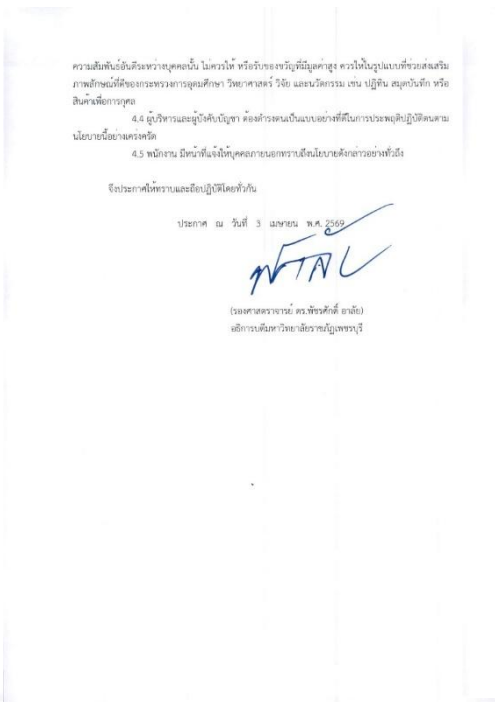 ความสัมพันธ์อันดีระหว่างบุคคลนั้น ไม่ควรให้ หรือรับของขวัญที่มีมูลค่าสูง ควรให้ในรูปแบบที่ช่วยส่งเสริม
ภาพลักษณ์ที่ดีของกระทรวงการอุดมศึกษา วิทยาศาสตร์ วิจัย และนวัตกรรม เช่น ปฏิทิน สมุดบันทึก หรือ
สินค้าเพื่อการกุศล
4.4 ผู้บริหารและผู้บังคับบัญชา ต้องดำรงตนเป็นแบบอย่างที่ดีในการประพฤติปฏิบัติตนตาม
นโยบายนี้อย่างเคร่งครัด
4.5 พนักงาน มีหน้าที่แจ้งให้บุคคลภายนอกทราบถึงนโยบายดังกล่าวอย่างทั่วถึง
จึงประกาศให้ทราบและถือปฏิบัติโดยทั่วกัน
ประกาศ ณ วันที่ 3 เมษายน พ.ศ. 2569
(รองศาสตราจารย์ ดร.พัชรศักดิ์ อาลัย)
อธิการบดีมหาวิทยาลัยราชภัฏเพชรบุรี